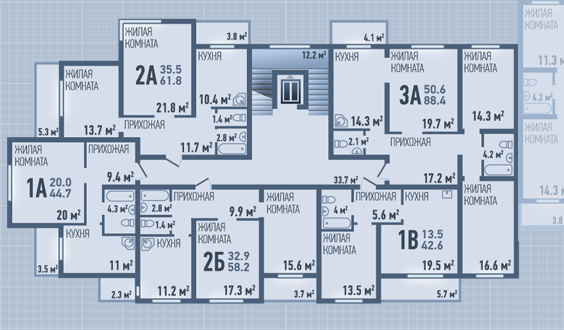 3.8 м²
4.1 м²
ЖИЛАЯ
КОМНАТА
2А 35.5
61.8
21.8 м²
КУХНЯ
10.4 м²
1.4 м²
2.8 м²
12.2 м²
КУХНЯ
14.3 м²
2.1 м²
ЖИЛАЯ
КОМНАТА
3А 50.6
88.4
19.7 м²
ЖИЛАЯ
КОМНАТА
14.3 м²
4.2 м²
ЖИЛАЯ
КОМНАТА
11.3 м²
4.2 м²
ЖИЛАЯ
КОМНАТА
14.3 м²
3.8 м²
ЖИЛАЯ
КОМНАТА
13.7 м²
5.3 м²
ПРИХОЖАЯ
11.7 м²
33.7 м²
ПРИХОЖАЯ
17.2 м²
ЖИЛАЯ
КОМНАТА
1А 20.0
44.7
20 м²
ПРИХОЖАЯ
9.4 м²
4.3 м²
КУХНЯ
11 м²
3.5 м²
2.8 м²
1.4 м²
КУХНЯ
11.2 м²
2.3 м²
ПРИХОЖАЯ
9.9 м²
ЖИЛАЯ
КОМНАТА
2Б 32.9
58.2
17.3 м²
ЖИЛАЯ
КОМНАТА
15.6 м²
3.7 м²
4 м²
ПРИХОЖАЯ
5.6 м²
ЖИЛАЯ
КОМНАТА
13.5 м²
КУХНЯ
1В 13.5
42.6
19.5 м²
5.7 м²
ЖИЛАЯ
КОМНАТА
16.6 м²